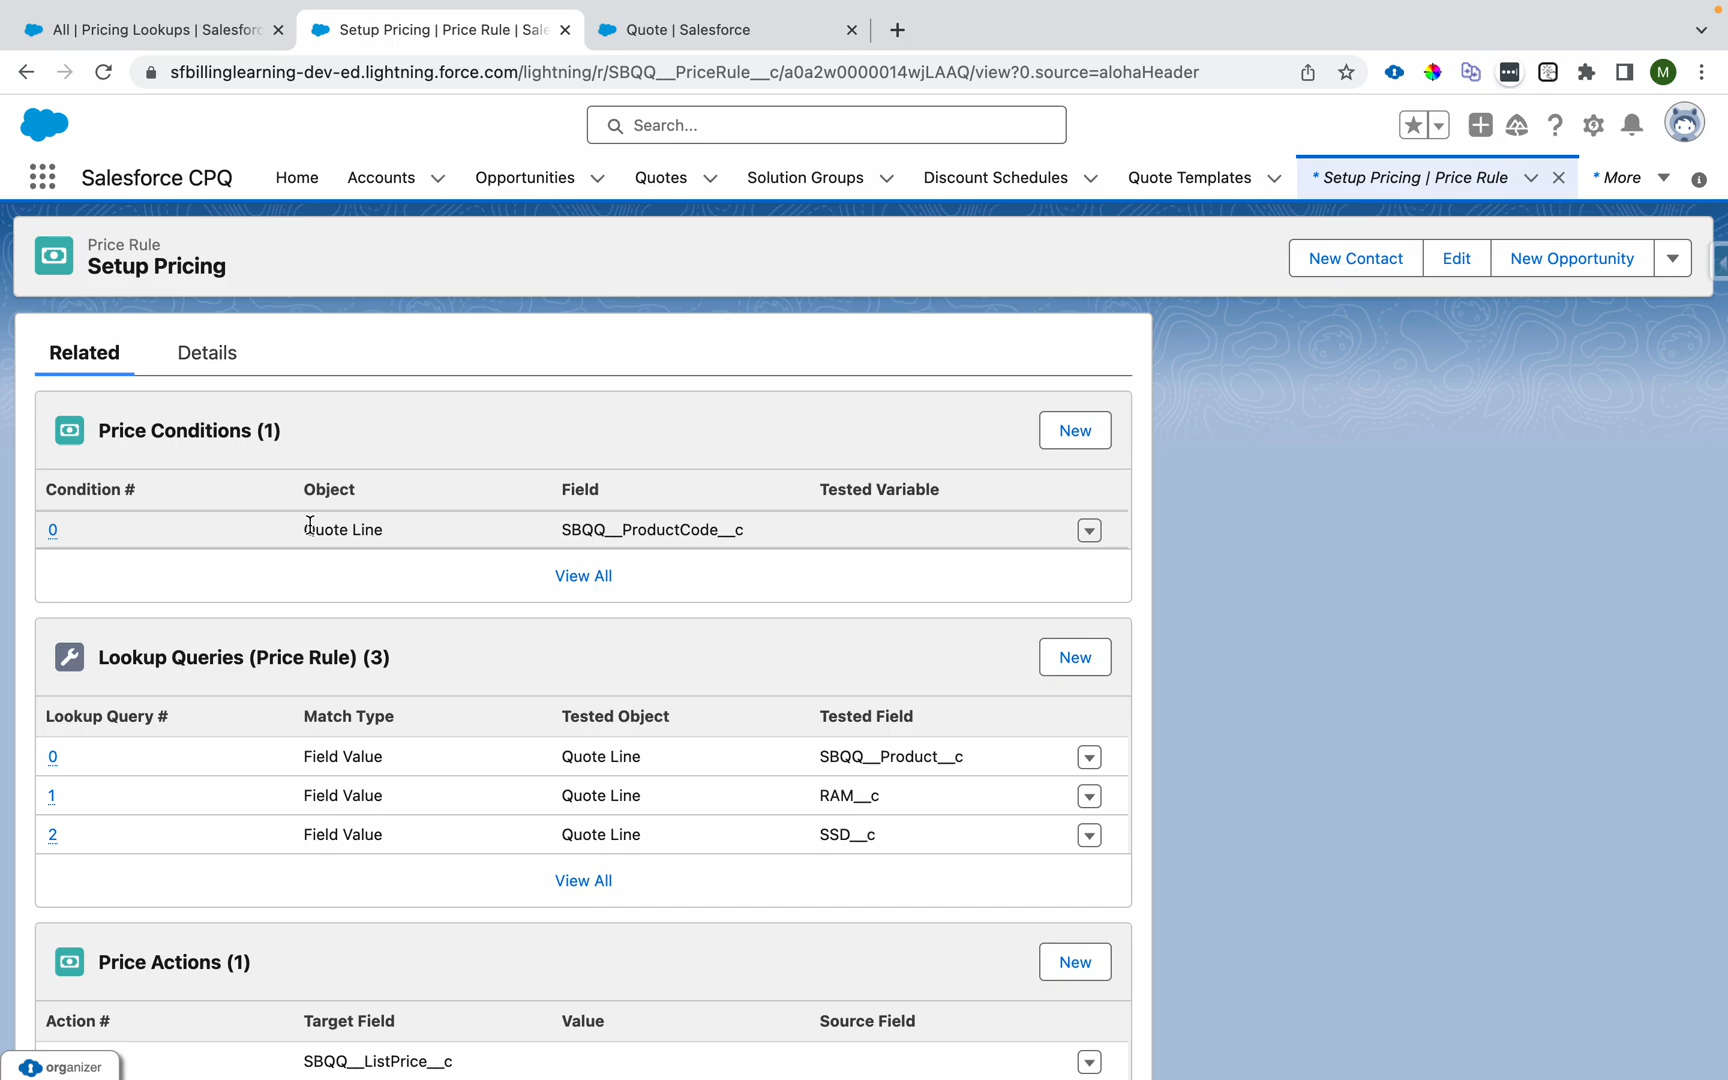 All | Pricing Lookups | Salesforc
Setup Pricing | Price Rule | Sale
Quote | Salesforce
sfbillinglearning-dev-ed.lightning.force.com/lightning/r/SBQQ__PriceRule__c/a0a2w0000014wjLAAQ/view?0.source=alohaHeader
M
Search...
Salesforce CPQ
Home
Accounts
Opportunities
Quotes
Solution Groups
Discount Schedules
Quote Templates
* Setup Pricing | Price Rule
* More
Price Rule
Setup Pricing
New Contact
Edit
New Opportunity
Related
Details
Price Conditions (1)
New
Condition # Object Field Tested Variable
0 Quote Line SBQQ__ProductCode__c
View All
Lookup Queries (Price Rule) (3)
New
Lookup Query # Match Type Tested Object Tested Field
0 Field Value Quote Line SBQQ__Product__c
1 Field Value Quote Line RAM__c
2 Field Value Quote Line SSD__c
View All
Price Actions (1)
New
Action # Target Field Value Source Field
SBQQ__ListPrice__c
organizer